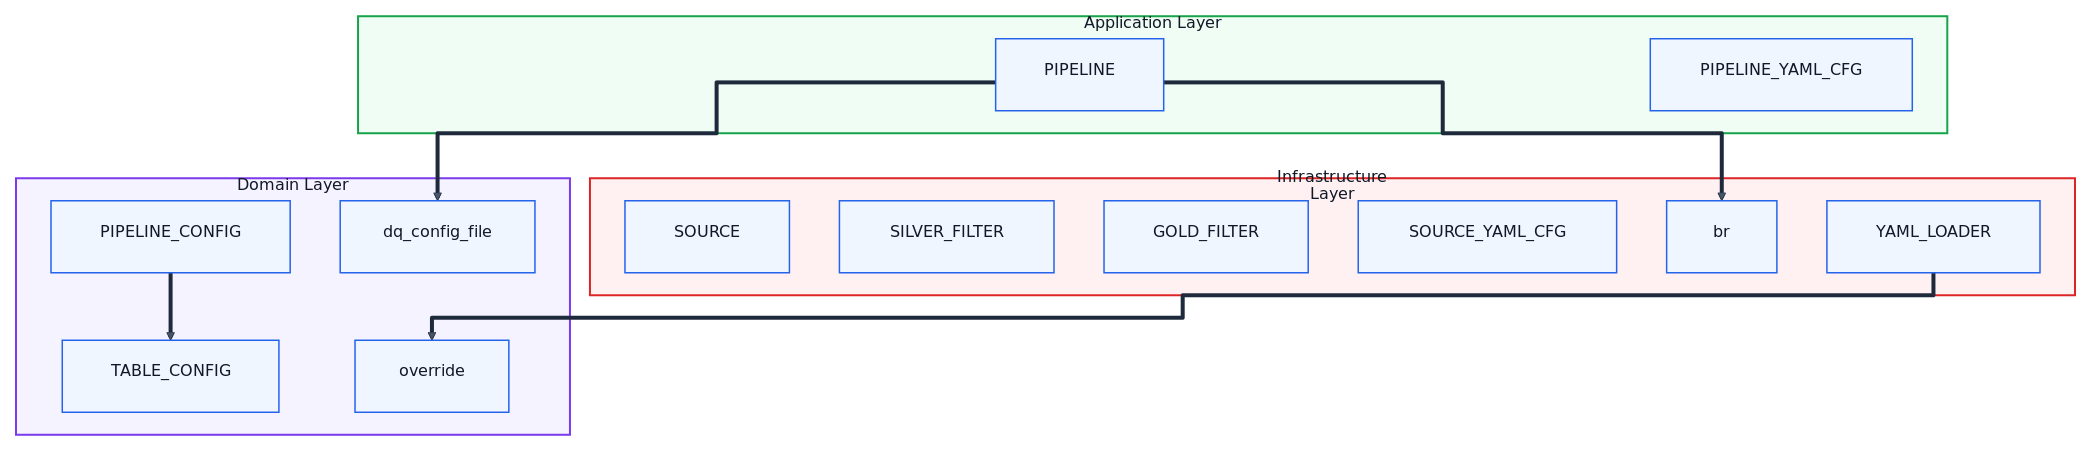 Application Layer
PIPELINE
PIPELINE_YAML_CFG
Domain Layer
PIPELINE_CONFIG
dq_config_file
TABLE_CONFIG
override
Infrastructure
Layer
SOURCE
SILVER_FILTER
GOLD_FILTER
SOURCE_YAML_CFG
br
YAML_LOADER